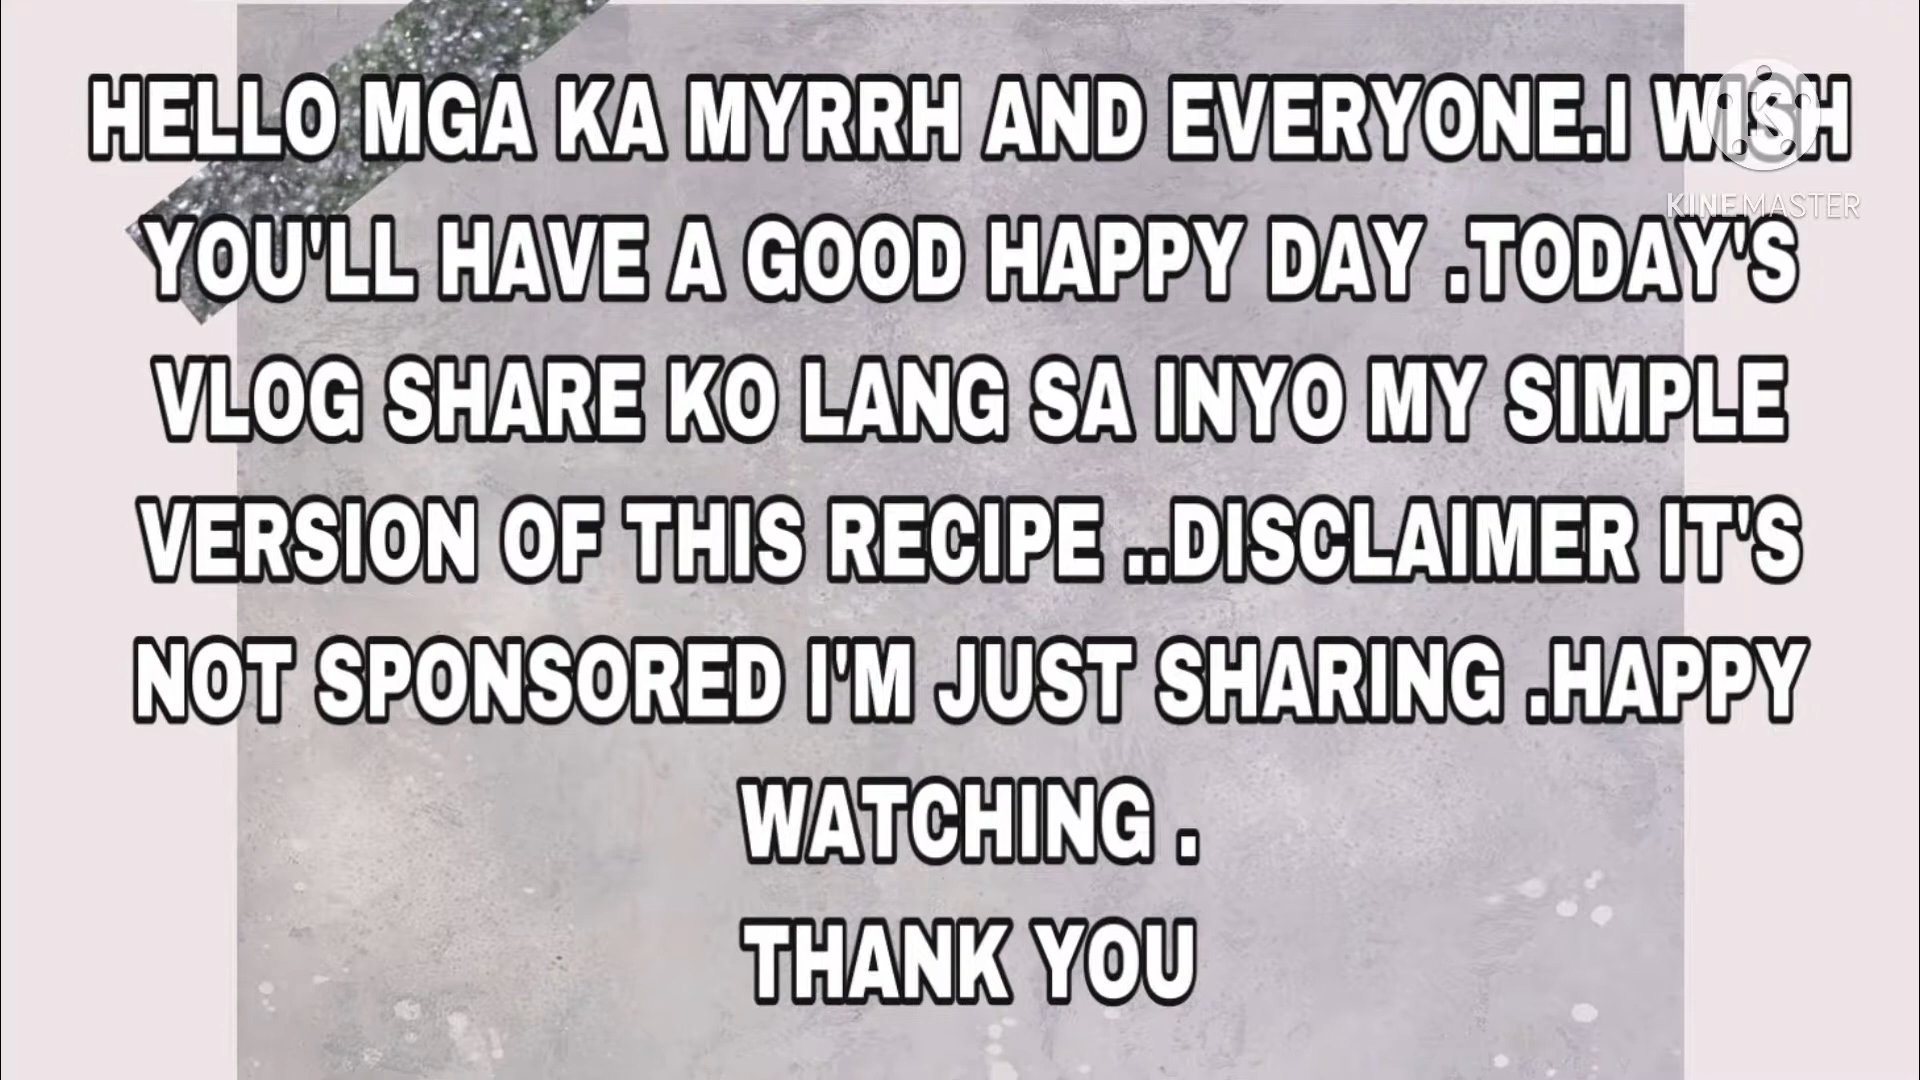 HELLO MGA KA MYRRH AND EVERYONE.I WISH
YOU'LL HAVE A GOOD HAPPY DAY .TODAY'S
VLOG SHARE KO LANG SA INYO MY SIMPLE
VERSION OF THIS RECIPE ..DISCLAIMER IT'S
NOT SPONSORED I'M JUST SHARING .HAPPY
WATCHING .
THANK YOU
K
KINEMASTER